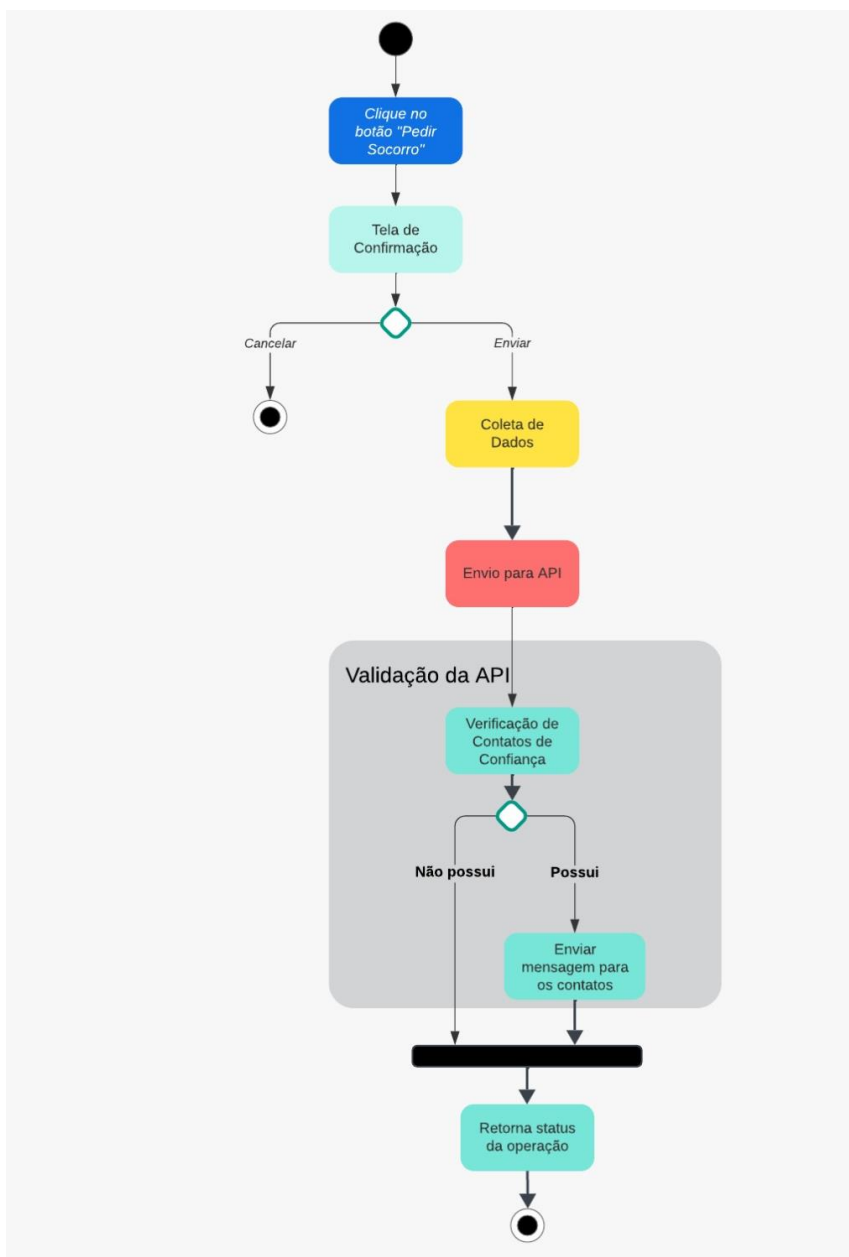 Clique no
botão "Pedir
Socorro"
Tela de
Confirmação
Cancelar
Enviar
Coleta de
Dados
Envio para API
Validação da API
Verificação de
Contatos de
Confiança
Não possui
Possui
Enviar
mensagem para
os contatos
Retorna status
da operação